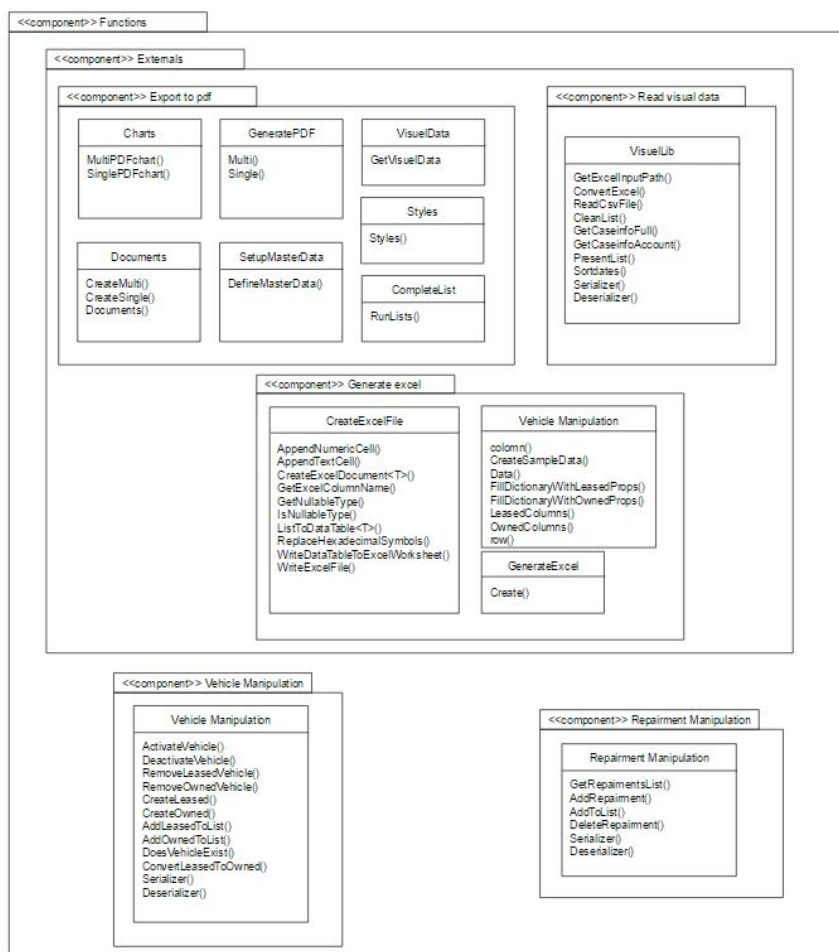 <<component>> Functions
<<component>> Externals
<<component>> Export to pdf
Charts
MultiPDFchart()
SinglePDFchart()
GeneratePDF
Multi()
Single()
VisuelData
GetVisuelData
Styles
Styles()
Documents
CreateMulti()
CreateSingle()
Documents()
SetupMasterData
DefineMasterData()
CompleteList
RunLists()
<<component>> Read visual data
VisuelLib
GetExcelInputPath()
ConvertExcel()
ReadCsvFile()
CleanList()
GetCaseinfoFull()
GetCaseinfoAccount()
PresentList()
Sortdates()
Serializer()
Deserializer()
<<component>> Generate excel
CreateExcelFile
AppendNumericCell()
AppendTextCell()
CreateExcelDocument<T>()
GetExcelColumnName()
GetNullableType()
IsNullableType()
ListToDataTable<T>()
ReplaceHexadecimalSymbols()
WriteDataTableToExcelWorksheet()
WriteExcelFile()
Vehicle Manipulation
colomn()
CreateSampleData()
Data()
FillDictionaryWithLeasedProps()
FillDictionaryWithOwnedProps()
LeasedColumns()
OwnedColumns()
row()
GenerateExcel
Create()
<<component>> Vehicle Manipulation
Vehicle Manipulation
ActivateVehicle()
DeactivateVehicle()
RemoveLeasedVehicle()
RemoveOwnedVehicle()
CreateLeased()
CreateOwned()
AddLeasedToList()
AddOwnedToList()
DoesVehicleExist()
ConvertLeasedToOwned()
Serializer()
Deserializer()
<<component>> Repairment Manipulation
Repairment Manipulation
GetRepaimentsList()
AddRepairment()
AddToList()
DeleteRepairment()
Serializer()
Deserializer()